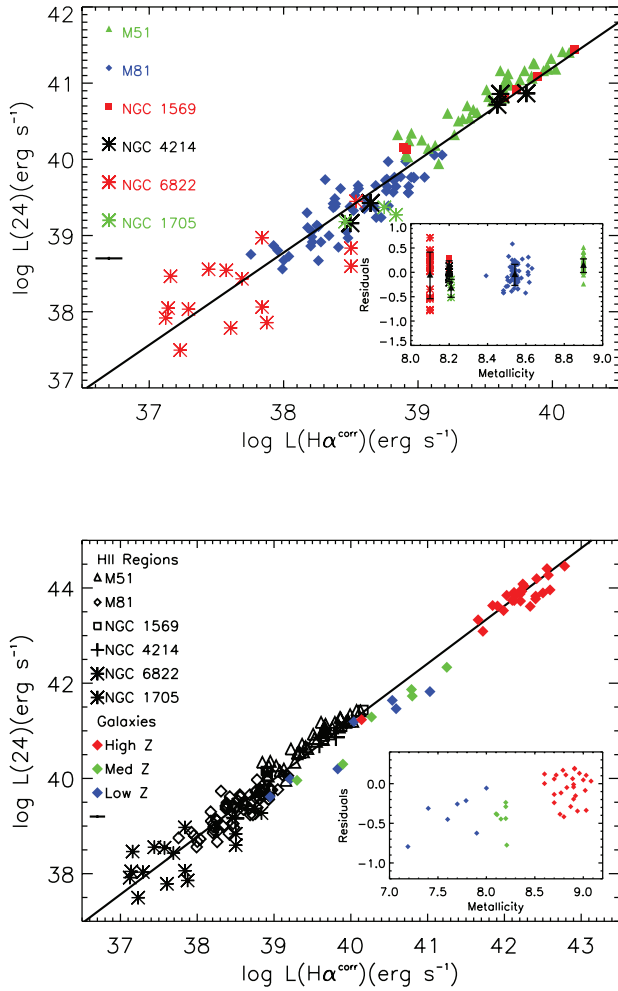 42
41
40
39
38
37
log L(24)(erg s⁻¹)
M51
M81
NGC 1569
NGC 4214
NGC 6822
NGC 1705
1.0
0.5
0.0
−0.5
−1.0
−1.5
Residuals
8.0 8.2 8.4 8.6 8.8 9.0
Metallicity
37 38 39 40
log L(Hα^corr)(erg s⁻¹)
44
42
40
38
log L(24)(erg s⁻¹)
HII Regions
M51
M81
NGC 1569
NGC 4214
NGC 6822
NGC 1705
Galaxies
High Z
Med Z
Low Z
0.0
−0.5
−1.0
Residuals
7.0 7.5 8.0 8.5 9.0
Metallicity
37 38 39 40 41 42 43
log L(Hα^corr)(erg s⁻¹)